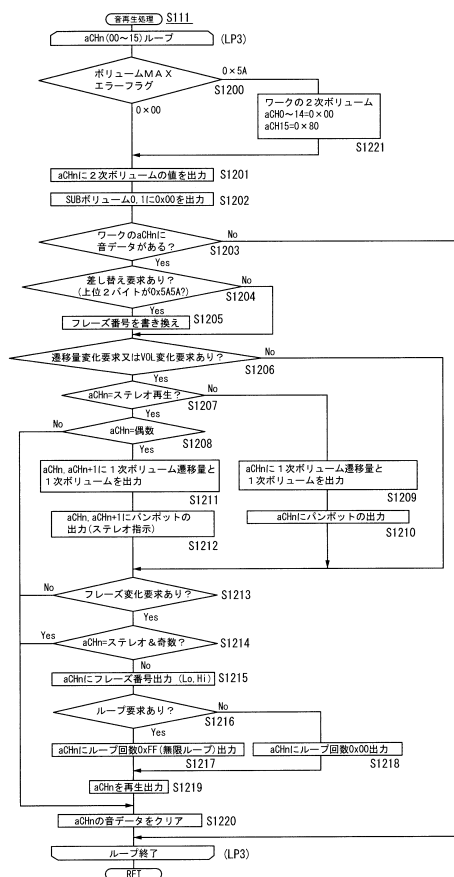 音再生処理 S111
aCHn(00〜15)ループ (LP3)
ボリュームMAX
エラーフラグ
0×5A
S1200
0×00
ワークの2次ボリューム
aCH0〜14=0×00
aCH15=0×80
S1221
aCHnに2次ボリュームの値を出力 S1201
SUBボリューム0,1に0x00を出力 S1202
ワークのaCHnに
音データがある?
No
S1203
Yes
差し替え要求あり?
(上位2バイトが0x5A5A?)
No
S1204
Yes
S1205
フレーズ番号を書き換え
遷移量変化要求又はVOL変化要求あり?
No
S1206
Yes
aCHn=ステレオ再生?
No
S1207
Yes
No
aCHn=偶数
S1208
Yes
aCHn,aCHn+1に1次ボリューム遷移量と
1次ボリュームを出力
S1211
aCHnに1次ボリューム遷移量と
1次ボリュームを出力
S1209
aCHn,aCHn+1にパンポットの
出力(ステレオ指示)
S1212
aCHnにパンポットの出力
S1210
No
フレーズ変化要求あり?
S1213
Yes
Yes
aCHn=ステレオ&奇数?
S1214
No
aCHnにフレーズ番号出力 (Lo,Hi) S1215
ループ要求あり?
No
S1216
Yes
aCHnにループ回数0xFF(無限ループ)出力
S1217
aCHnにループ回数0x00出力
S1218
aCHnを再生出力 S1219
aCHnの音データをクリア S1220
ループ終了 (LP3)
RET